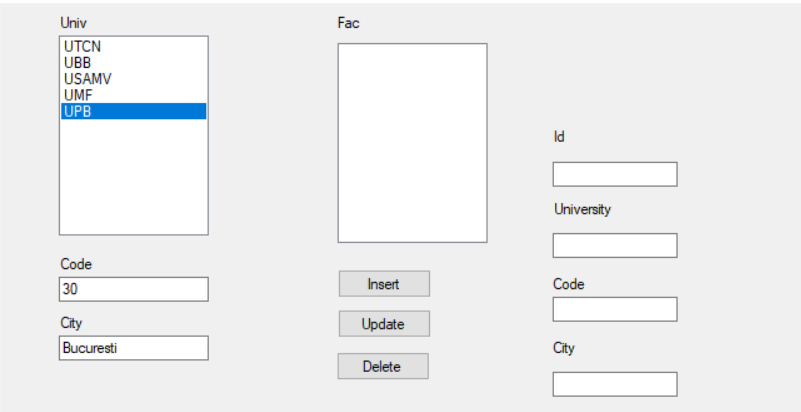 Univ
UTCN
UBB
USAMV
UMF
UPB
Code
30
City
Bucuresti
Fac
Insert
Update
Delete
Id
University
Code
City